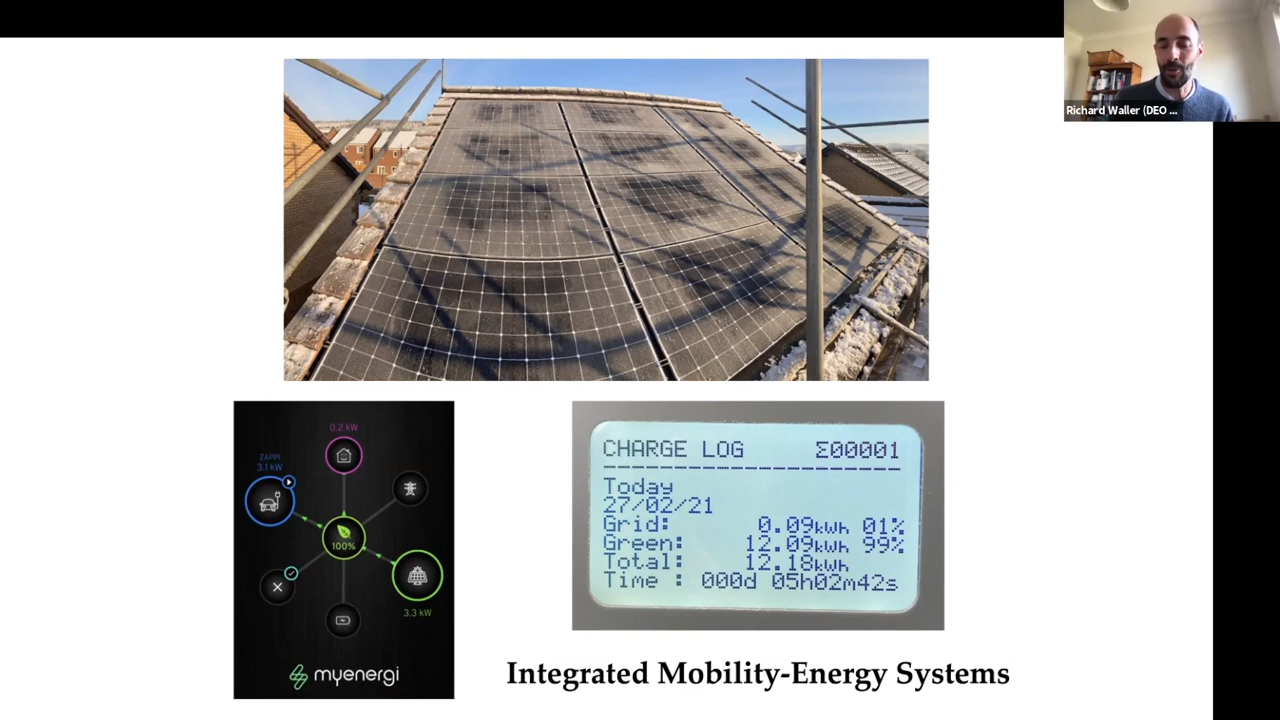 Richard Waller (DEO ...
0.2 kW
ZAPPI
3.1 kW
100%
3.3 kW
myenergi
CHARGE LOG Σ00001
Today
27/02/21
Grid: 0.09kWh 01%
Green: 12.09kWh 99%
Total: 12.18kWh
Time : 000d 05h02m42s
Integrated Mobility-Energy Systems